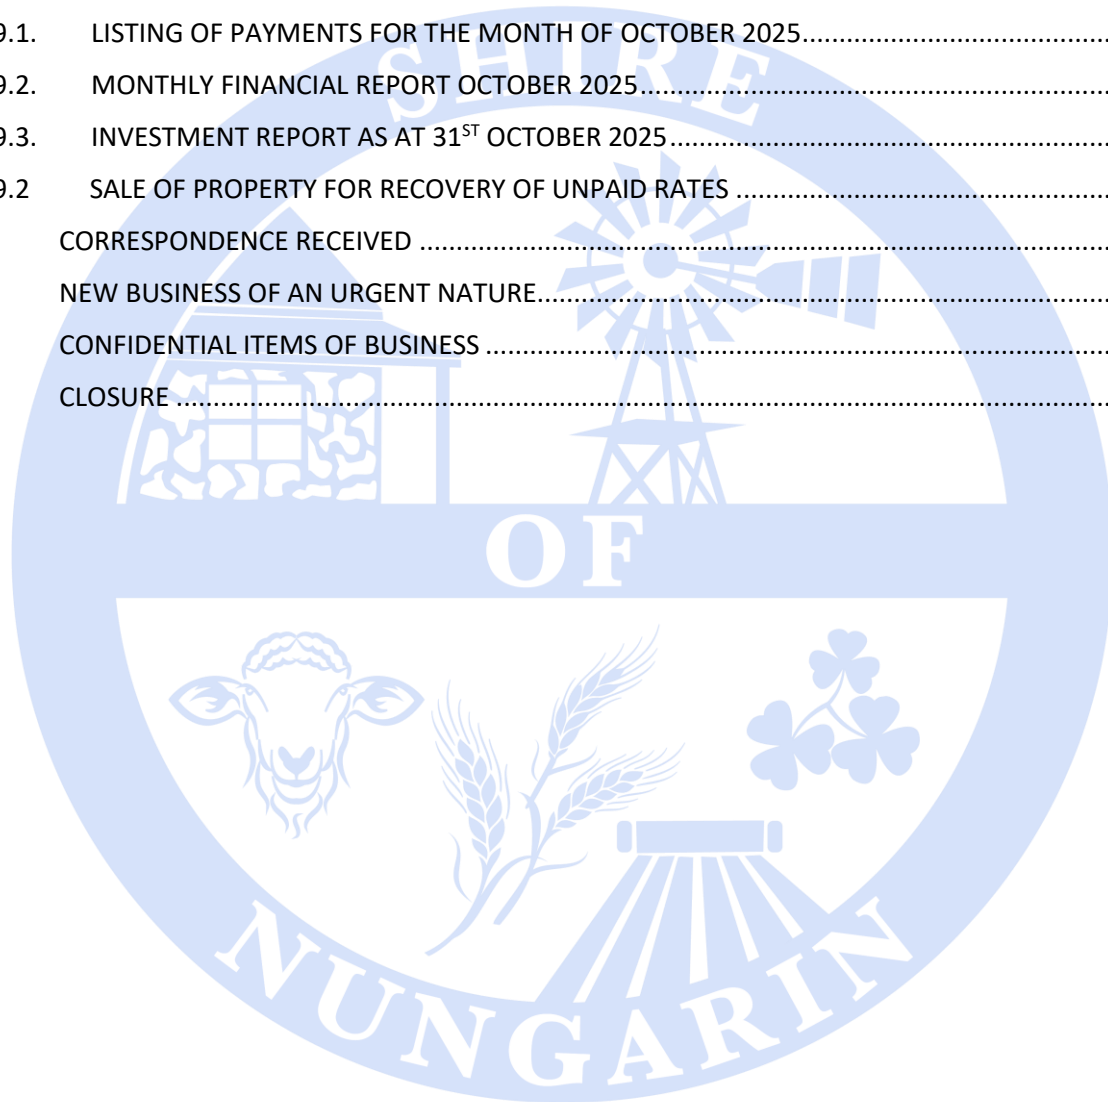 9.1. LISTING OF PAYMENTS FOR THE MONTH OF OCTOBER 2025
9.2. MONTHLY FINANCIAL REPORT OCTOBER 2025
9.3. INVESTMENT REPORT AS AT 31ST OCTOBER 2025
9.2 SALE OF PROPERTY FOR RECOVERY OF UNPAID RATES
CORRESPONDENCE RECEIVED
NEW BUSINESS OF AN URGENT NATURE
CONFIDENTIAL ITEMS OF BUSINESS
CLOSURE
SHIRE
OF
NUNGARIN